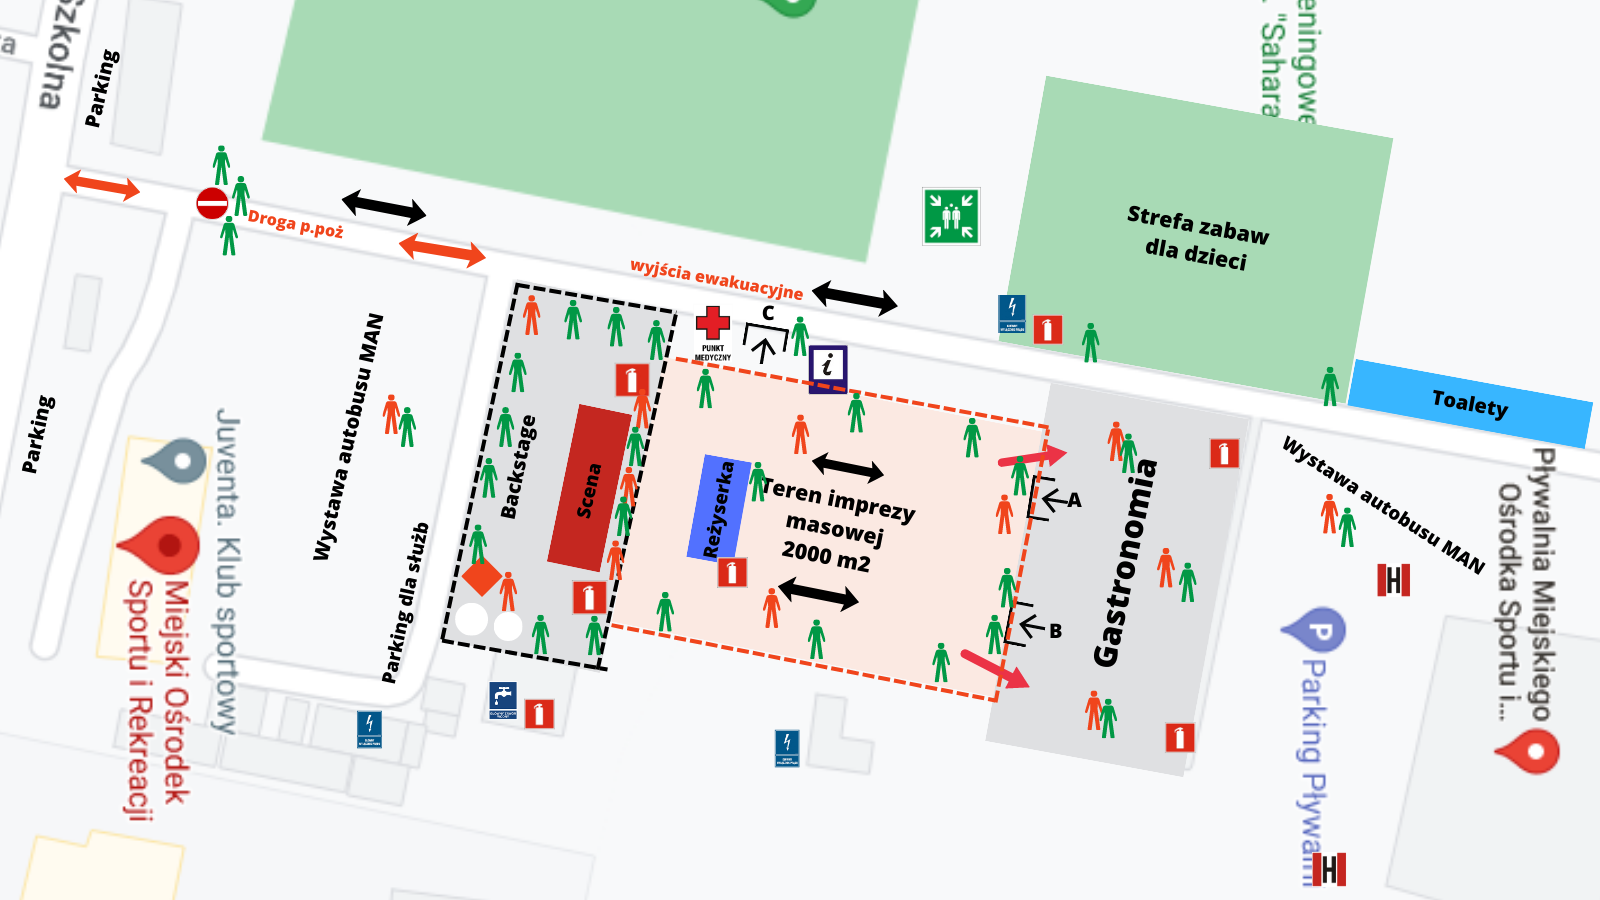 Szkolna
Parking
eningowe
. "Sahara
Droga p.poż
wyjścia ewakuacyjne
Strefa zabaw
dla dzieci
C
PUNKT
MEDYCZNY
i
Toalety
Wystawa autobusu MAN
Parking
Backstage
Scena
Reżyserka
Teren imprezy
masowej
2000 m2
A
B
Gastronomia
Wystawa autobusu MAN
H
Pływalnia Miejskiego
Ośrodka Sportu i...
P
Parking Pływalni
H
Parking dla służb
Juventa. Klub sportowy
Miejski Ośrodek
Sportu i Rekreacji